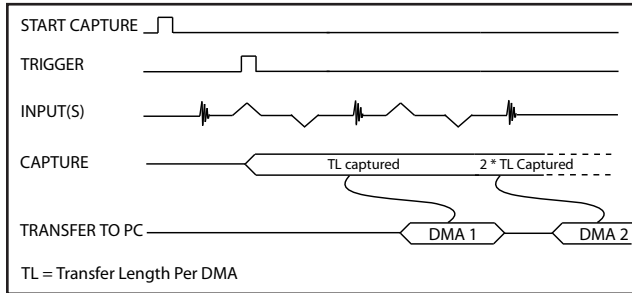 START CAPTURE
TRIGGER
INPUT(S)
CAPTURE
TL captured
2 * TL Captured
TRANSFER TO PC
DMA 1
DMA 2
TL = Transfer Length Per DMA